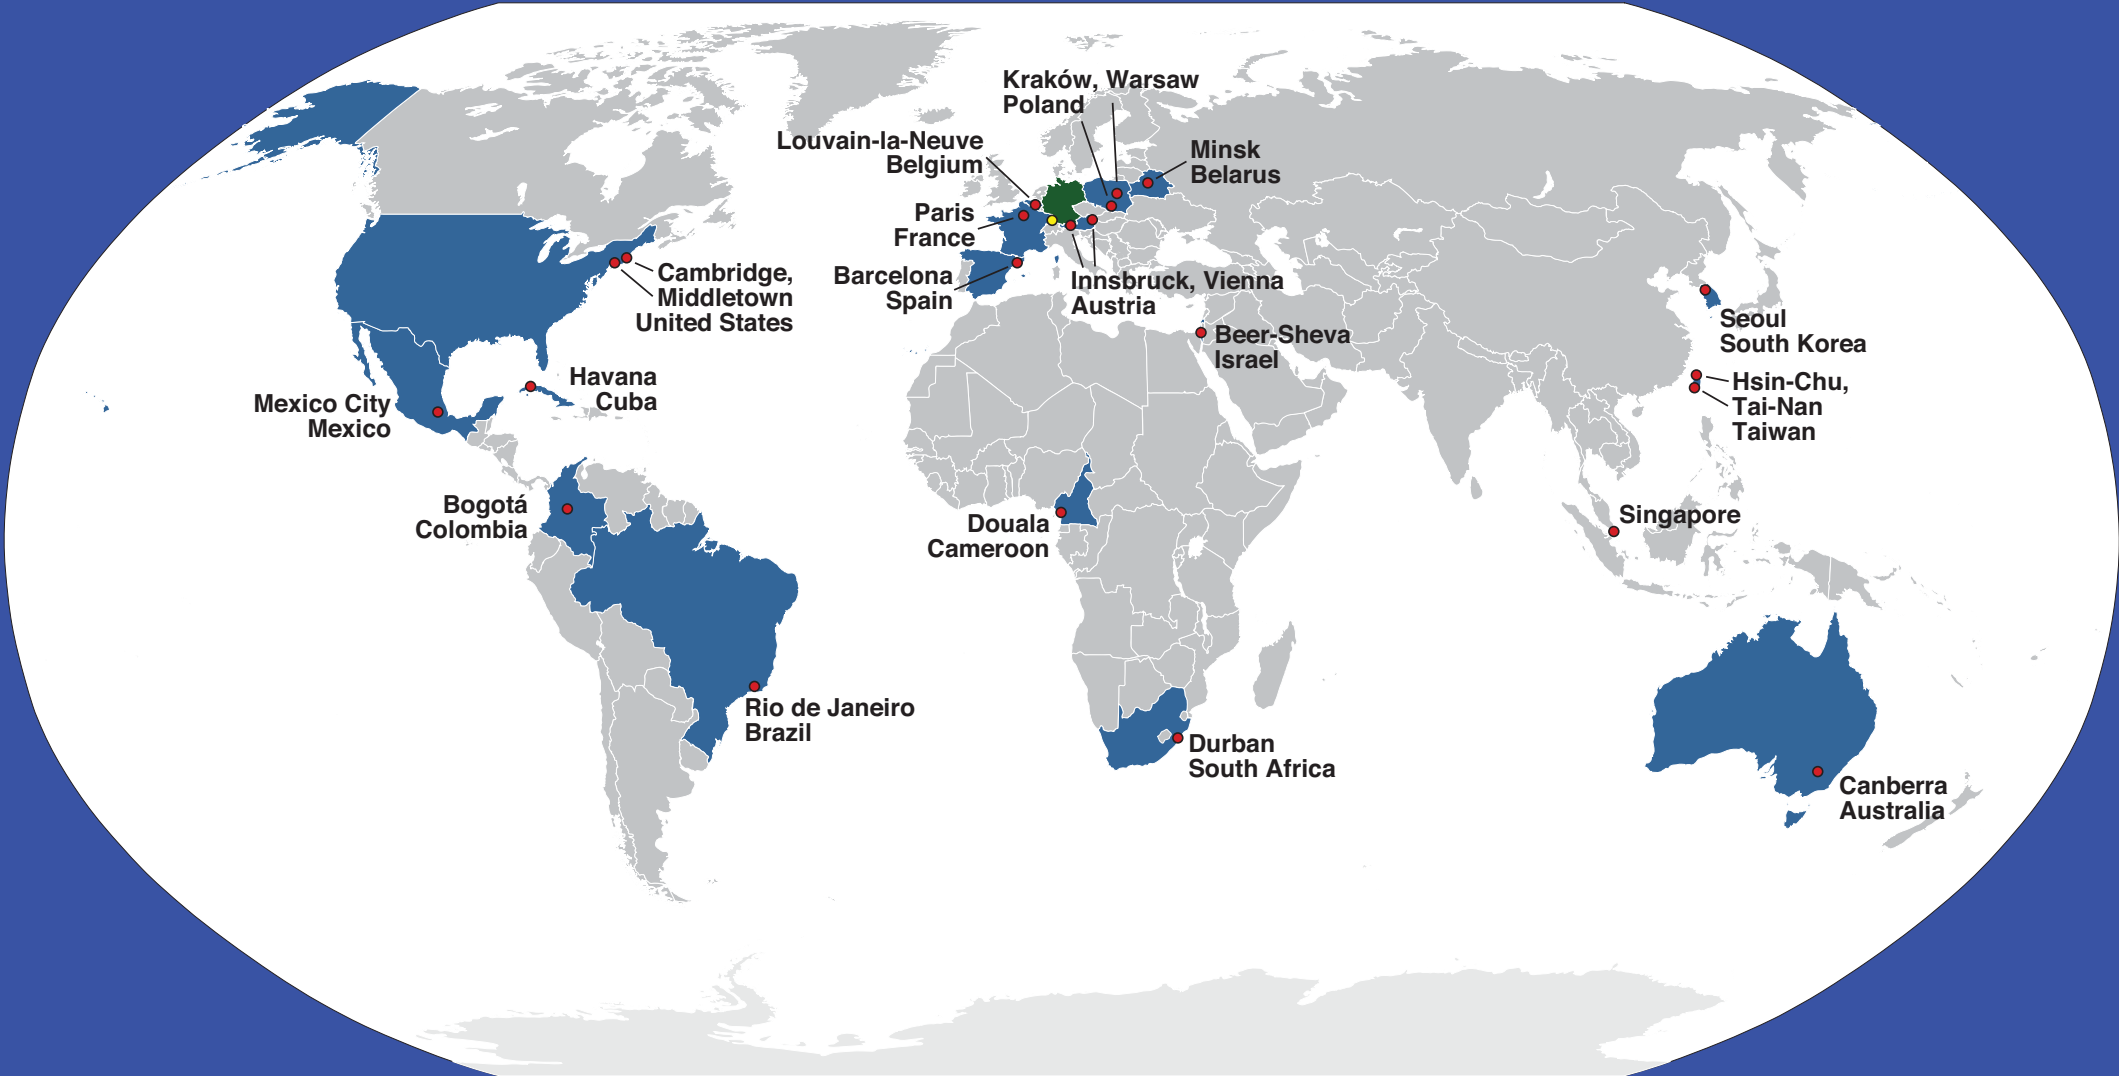 Kraków, Warsaw
Poland
Louvain-la-Neuve
Belgium
Minsk
Belarus
Paris
France
Barcelona
Spain
Innsbruck, Vienna
Austria
Cambridge,
Middletown
United States
Beer-Sheva
Israel
Seoul
South Korea
Havana
Cuba
Mexico City
Mexico
Hsin-Chu,
Tai-Nan
Taiwan
Bogotá
Colombia
Douala
Cameroon
Singapore
Rio de Janeiro
Brazil
Durban
South Africa
Canberra
Australia